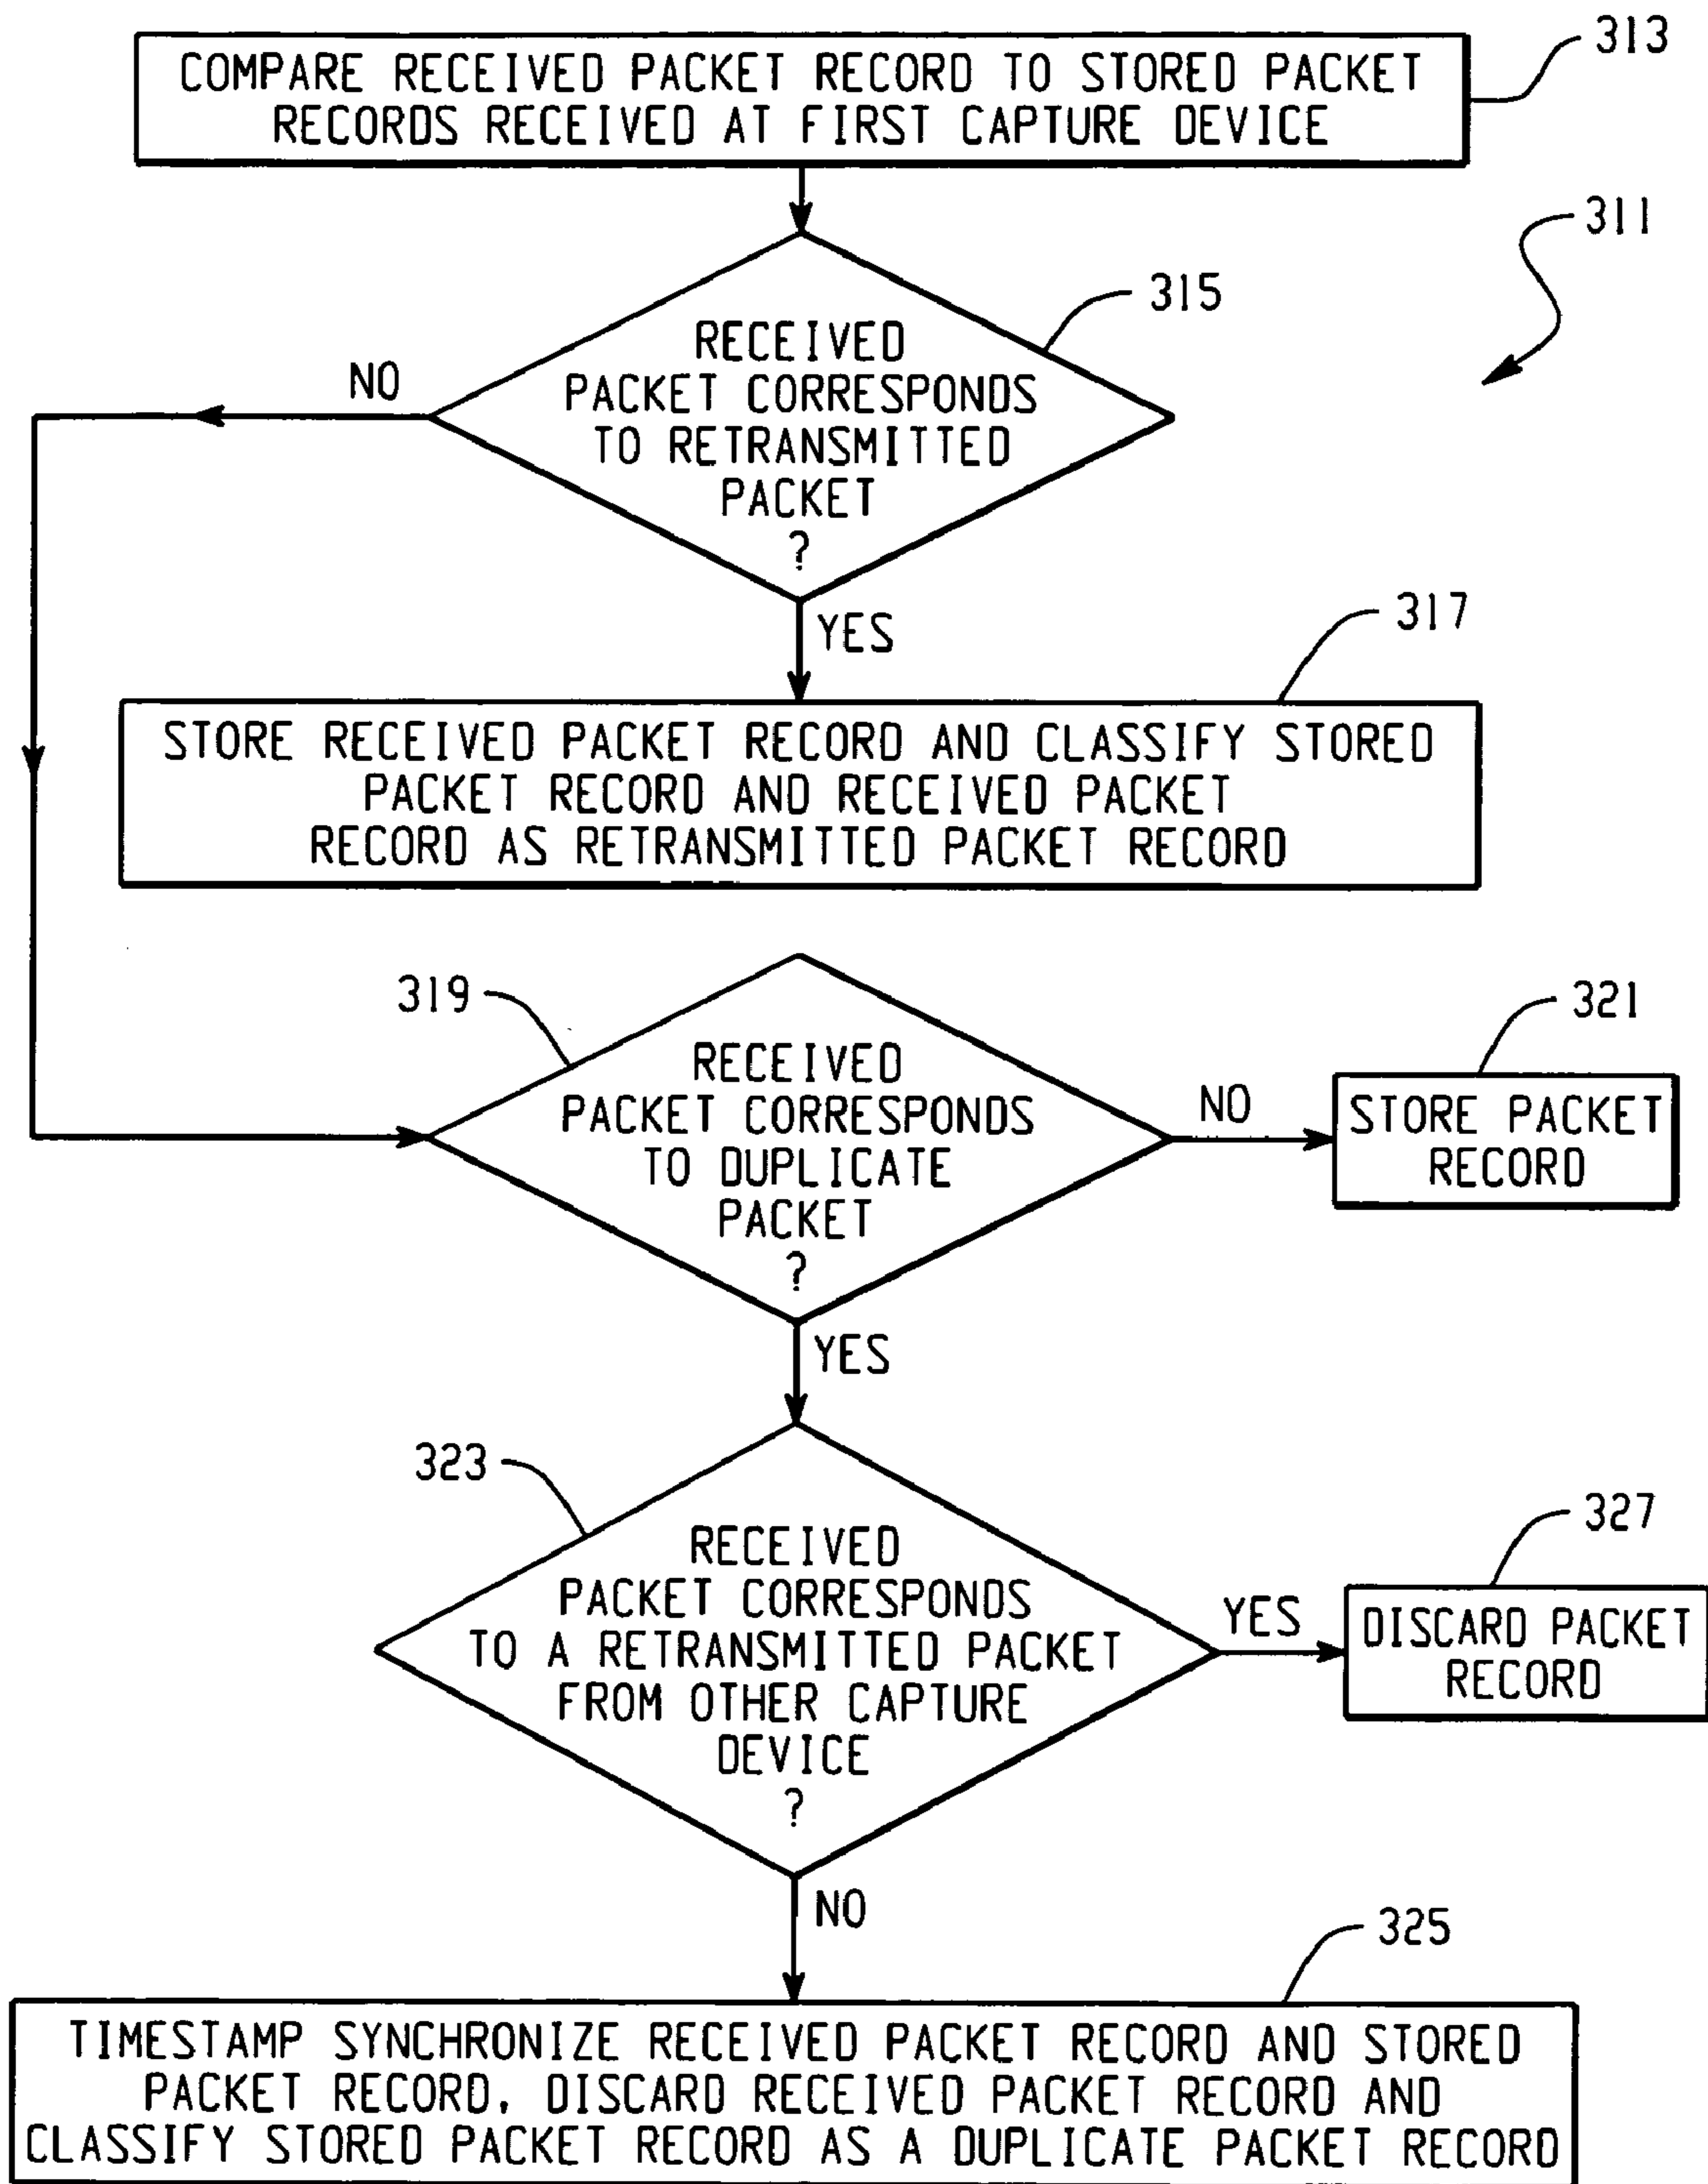 COMPARE RECEIVED PACKET RECORD TO STORED PACKET
RECORDS RECEIVED AT FIRST CAPTURE DEVICE
313
311
315
RECEIVED
PACKET CORRESPONDS
TO RETRANSMITTED
PACKET
?
NO
YES
317
STORE RECEIVED PACKET RECORD AND CLASSIFY STORED
PACKET RECORD AND RECEIVED PACKET
RECORD AS RETRANSMITTED PACKET RECORD
319
RECEIVED
PACKET CORRESPONDS
TO DUPLICATE
PACKET
?
NO
321
STORE PACKET
RECORD
YES
323
RECEIVED
PACKET CORRESPONDS
TO A RETRANSMITTED PACKET
FROM OTHER CAPTURE
DEVICE
?
YES
327
DISCARD PACKET
RECORD
NO
325
TIMESTAMP SYNCHRONIZE RECEIVED PACKET RECORD AND STORED
PACKET RECORD, DISCARD RECEIVED PACKET RECORD AND
CLASSIFY STORED PACKET RECORD AS A DUPLICATE PACKET RECORD